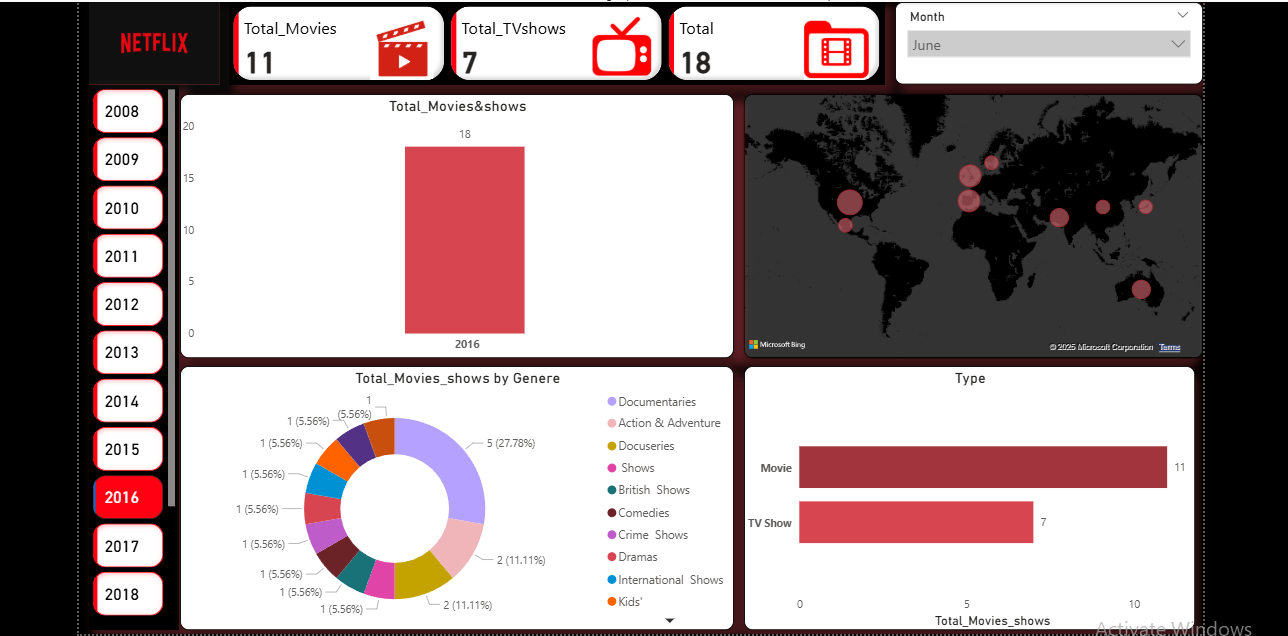 NETFLIX
Total_Movies
11
Total_TVshows
7
Total
18
Month
June
2008
2009
2010
2011
2012
2013
2014
2015
2016
2017
2018
Total_Movies&shows
20
15
10
5
0
18
2016
Microsoft Bing
© 2025 Microsoft Corporation Terms
Total_Movies_shows by Genere
1
(5.56%)
1 (5.56%)
1 (5.56%)
1 (5.56%)
1 (5.56%)
1 (5.56%)
1 (5.56%)
1 (5.56%)
1 (5.56%)
2 (11.11%)
2 (11.11%)
5 (27.78%)
Documentaries
Action & Adventure
Docuseries
Shows
British Shows
Comedies
Crime Shows
Dramas
International Shows
Kids'
Type
Movie
11
TV Show
7
0
5
10
Total_Movies_shows
Activate Windows